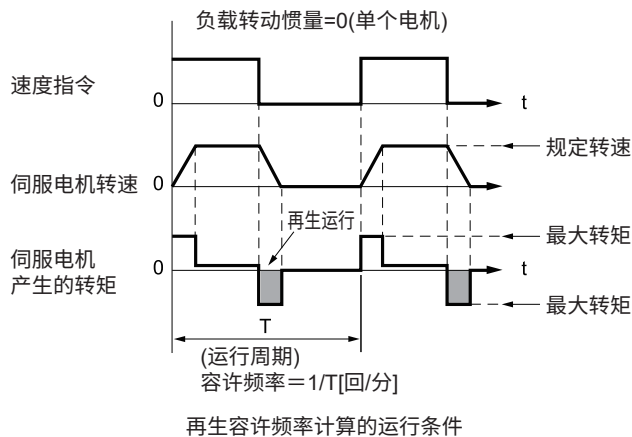 负载转动惯量=0(单个电机)
速度指令
0
t
规定转速
伺服电机转速
0
再生运行
最大转矩
伺服电机
产生的转矩
0
t
最大转矩
T
(运行周期)
容许频率＝1/T[回/分]
再生容许频率计算的运行条件